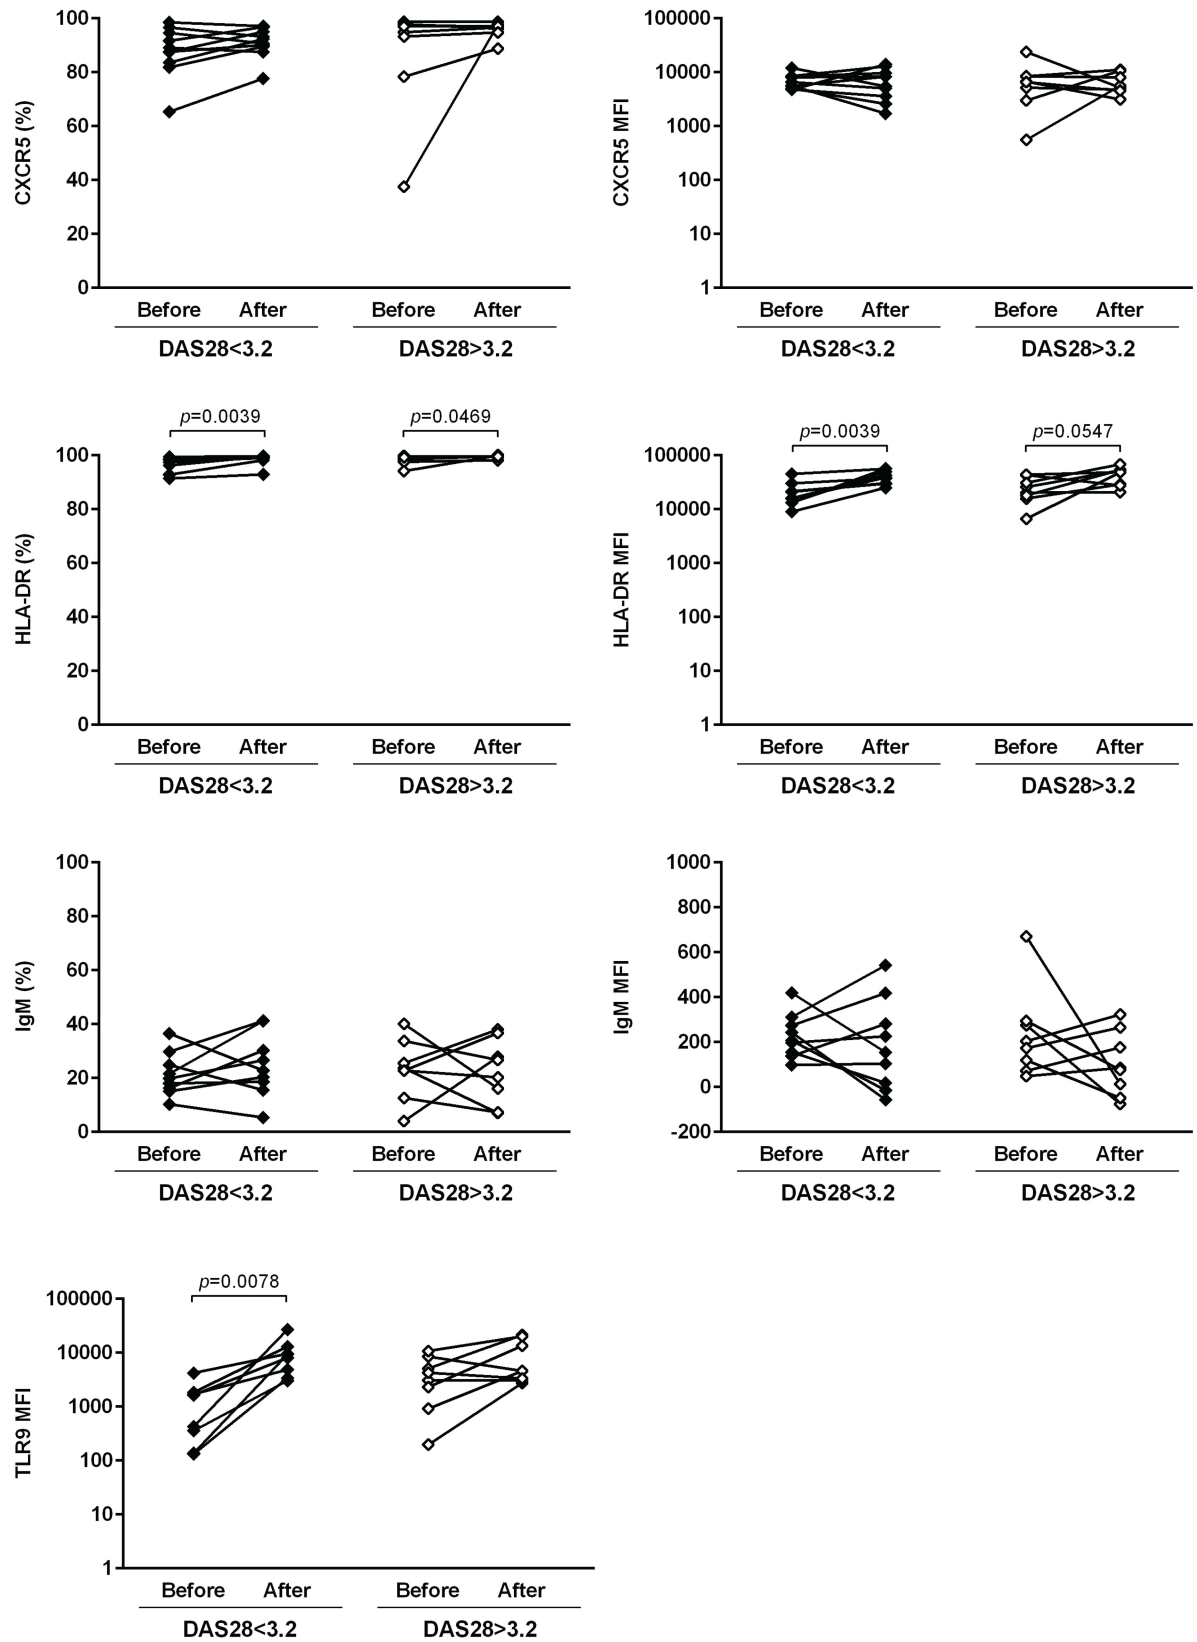 CXCR5 (%)
100
80
60
40
20
0
Before After Before After
DAS28<3.2 DAS28>3.2
CXCR5 MFI
100000
10000
1000
100
10
1
Before After Before After
DAS28<3.2 DAS28>3.2
HLA-DR (%)
p=0.0039 p=0.0469
100
80
60
40
20
0
Before After Before After
DAS28<3.2 DAS28>3.2
HLA-DR MFI
p=0.0039 p=0.0547
100000
10000
1000
100
10
1
Before After Before After
DAS28<3.2 DAS28>3.2
IgM (%)
100
80
60
40
20
0
Before After Before After
DAS28<3.2 DAS28>3.2
IgM MFI
1000
800
600
400
200
0
-200
Before After Before After
DAS28<3.2 DAS28>3.2
TLR9 MFI
p=0.0078
100000
10000
1000
100
10
1
Before After Before After
DAS28<3.2 DAS28>3.2